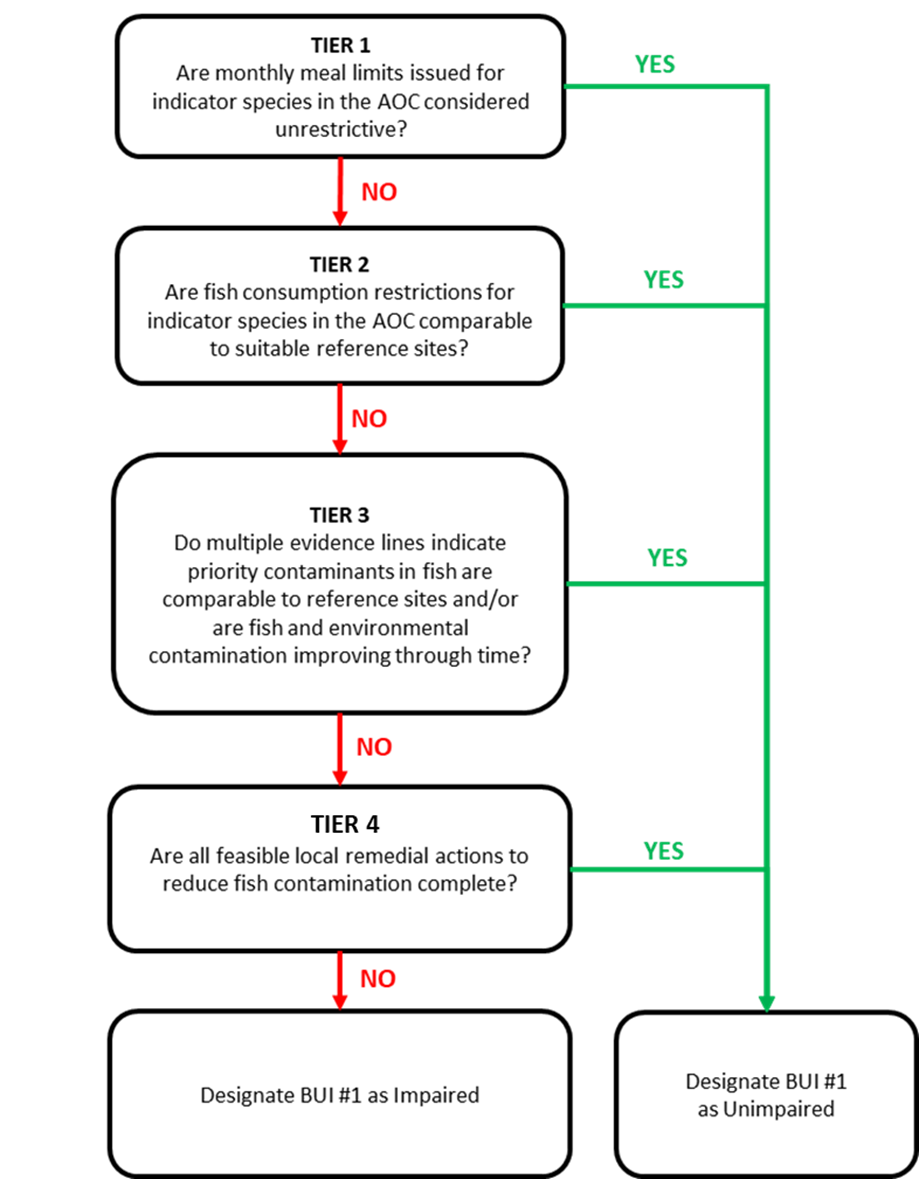 TIER 1
Are monthly meal limits issued for
indicator species in the AOC considered
unrestrictive?
YES
NO
TIER 2
Are fish consumption restrictions for
indicator species in the AOC comparable
to suitable reference sites?
YES
NO
TIER 3
Do multiple evidence lines indicate
priority contaminants in fish are
comparable to reference sites and/or
are fish and environmental
contamination improving through time?
YES
NO
TIER 4
Are all feasible local remedial actions to
reduce fish contamination complete?
YES
NO
Designate BUI #1 as Impaired
Designate BUI #1
as Unimpaired